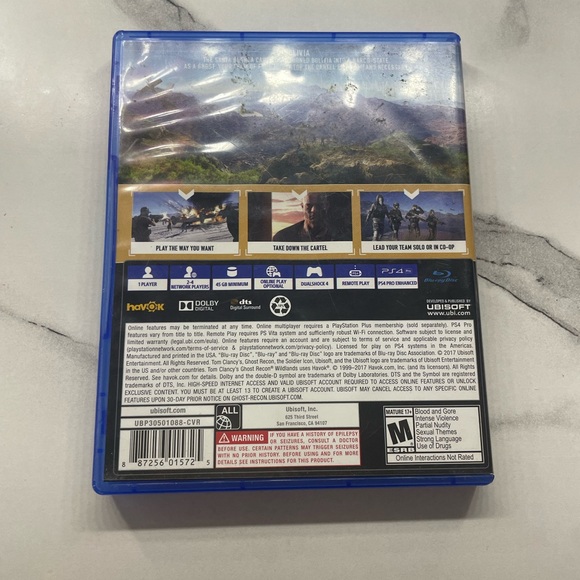 BOLIVIA
PLAY THE WAY YOU WANT
TAKE DOWN THE CARTEL
LEAD YOUR TEAM SOLO OR IN CO-OP
1 PLAYER
2-4 NETWORK PLAYERS
45 GB MINIMUM
ONLINE PLAY OPTIONAL
DUALSHOCK 4
REMOTE PLAY
PS4 PRO
PS4 PRO ENHANCED
Blu-ray Disc
havok
DOLBY DIGITAL
dts Digital Surround
DEVELOPED & PUBLISHED BY
UBISOFT
www.ubi.com
Online features may be terminated at any time. Online multiplayer requires a PlayStation Plus membership (sold separately). PS4 Pro
features vary from title to title. Remote Play requires PS Vita system and sufficiently robust Wi-Fi connection. Software subject to license and
limited warranty (legal.ubi.com/eula). Online features require an account and are subject to terms of service and applicable privacy policy
(playstationnetwork.com/terms-of-service & playstationnetwork.com/privacy-policy). Licensed for play on PS4 systems in the Americas.
Manufactured and printed in the USA. "Blu-ray Disc", "Blu-ray" and "Blu-ray Disc" logo are trademarks of Blu-ray Disc Association. © 2017 Ubisoft
Entertainment. All Rights Reserved. Tom Clancy's, Ghost Recon, the Soldier Icon, Ubisoft, and the Ubisoft logo are trademarks of Ubisoft Entertainment
in the US and/or other countries. Tom Clancy's Ghost Recon® Wildlands uses Havok®. © 1999-2017 Havok.com, Inc. (and its licensors). All Rights
Reserved. See havok.com for details. Dolby and the double-D symbol are trademarks of Dolby Laboratories. DTS and the Symbol are registered
trademarks of DTS, Inc. HIGH-SPEED INTERNET ACCESS AND VALID UBISOFT ACCOUNT REQUIRED TO ACCESS ONLINE FEATURES OR UNLOCK
EXCLUSIVE CONTENT. YOU MUST BE AT LEAST 13 TO CREATE A UBISOFT ACCOUNT. UBISOFT MAY CANCEL ACCESS TO ANY SPECIFIC ONLINE
FEATURES UPON 30-DAY PRIOR NOTICE PUBLISHED ON GHOST-RECON.UBISOFT.COM.
ubisoft.com
UBP30501088-CVR
8 87256 01572 5
ALL
Ubisoft, Inc.
625 Third Street
San Francisco, CA 94107
WARNING IF YOU HAVE A HISTORY OF EPILEPSY
OR SEIZURES, CONSULT A DOCTOR
BEFORE USE. CERTAIN PATTERNS MAY TRIGGER SEIZURES
WITH NO PRIOR HISTORY. BEFORE USING AND FOR MORE
DETAILS SEE INSERT TO THIS PRODUCT.
MATURE 17+
M
ESRB
Blood and Gore
Intense Violence
Partial Nudity
Sexual Themes
Strong Language
Use of Drugs
Online Interactions Not Rated